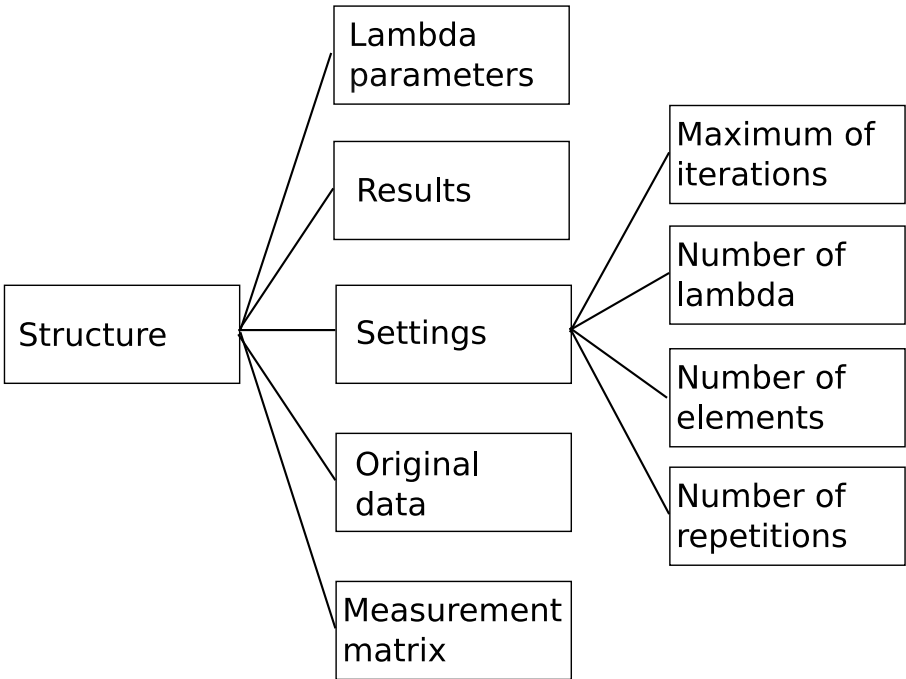 Structure
Lambda
parameters
Results
Settings
Original
data
Measurement
matrix
Maximum of
iterations
Number of
lambda
Number of
elements
Number of
repetitions